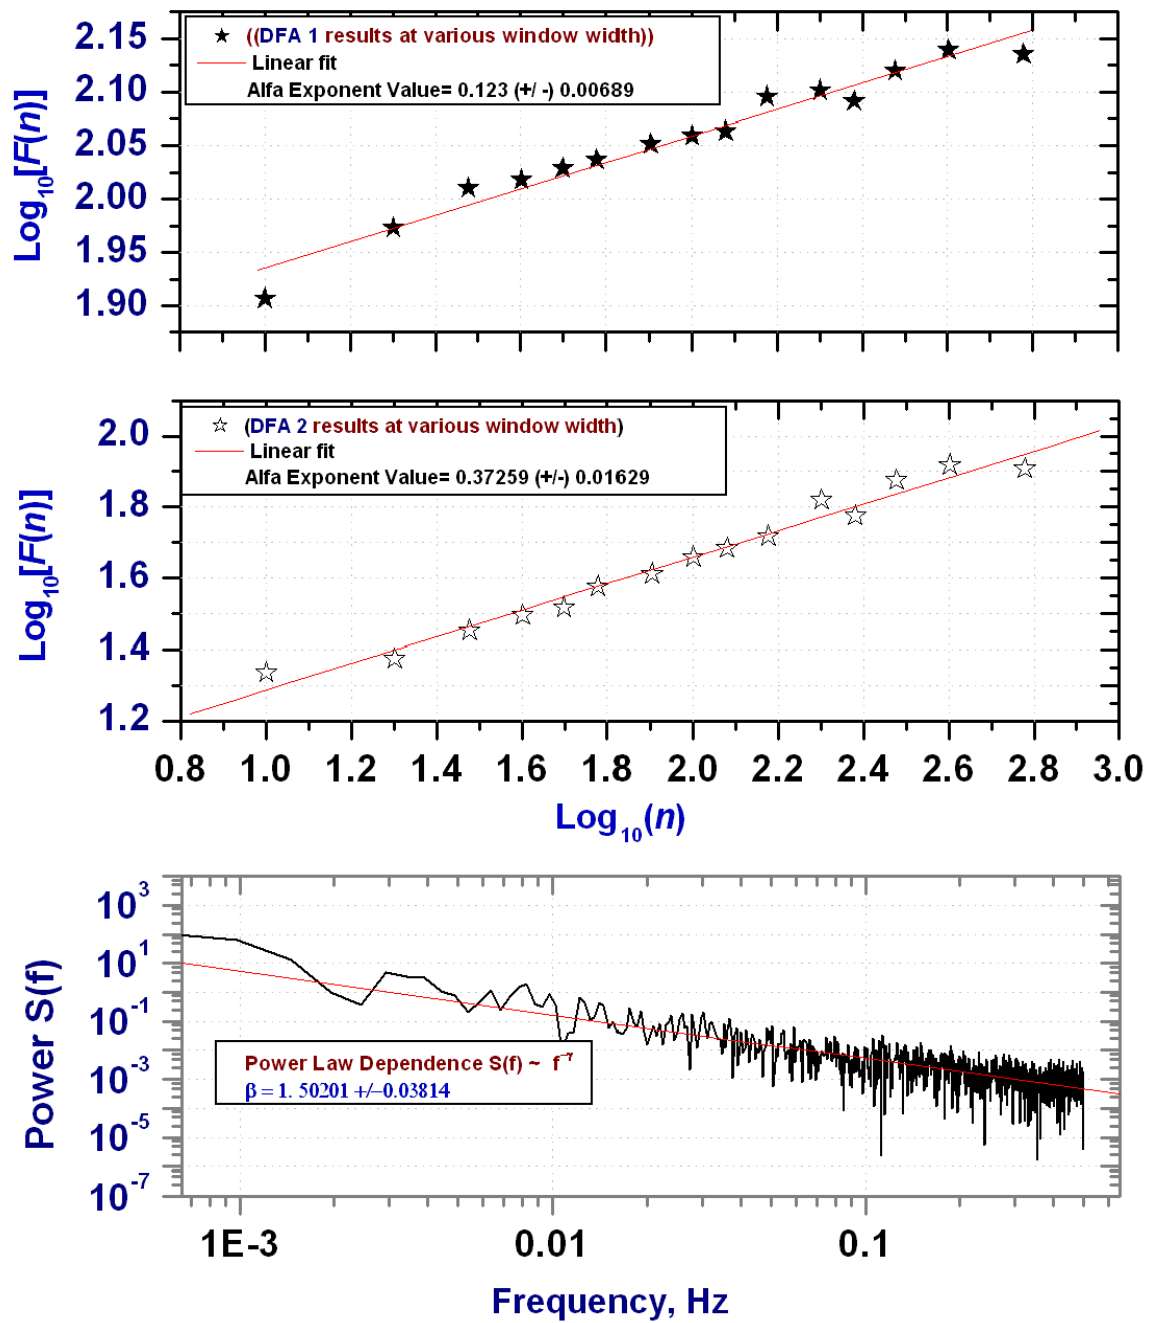 ((DFA 1 results at various window width))
Linear fit
Alfa Exponent Value= 0.123 (+/ -) 0.00689
2.15
2.10
2.05
2.00
1.95
1.90
Log10[F(n)]
(DFA 2 results at various window width)
Linear fit
Alfa Exponent Value= 0.37259 (+/-) 0.01629
2.0
1.8
1.6
1.4
1.2
Log10[F(n)]
0.8 1.0 1.2 1.4 1.6 1.8 2.0 2.2 2.4 2.6 2.8 3.0
Log10(n)
10^3
10^1
10^-1
10^-3
10^-5
10^-7
Power S(f)
Power Law Dependence S(f) ~ f^-γ
β = 1. 50201 +/−0.03814
1E-3 0.01 0.1
Frequency, Hz